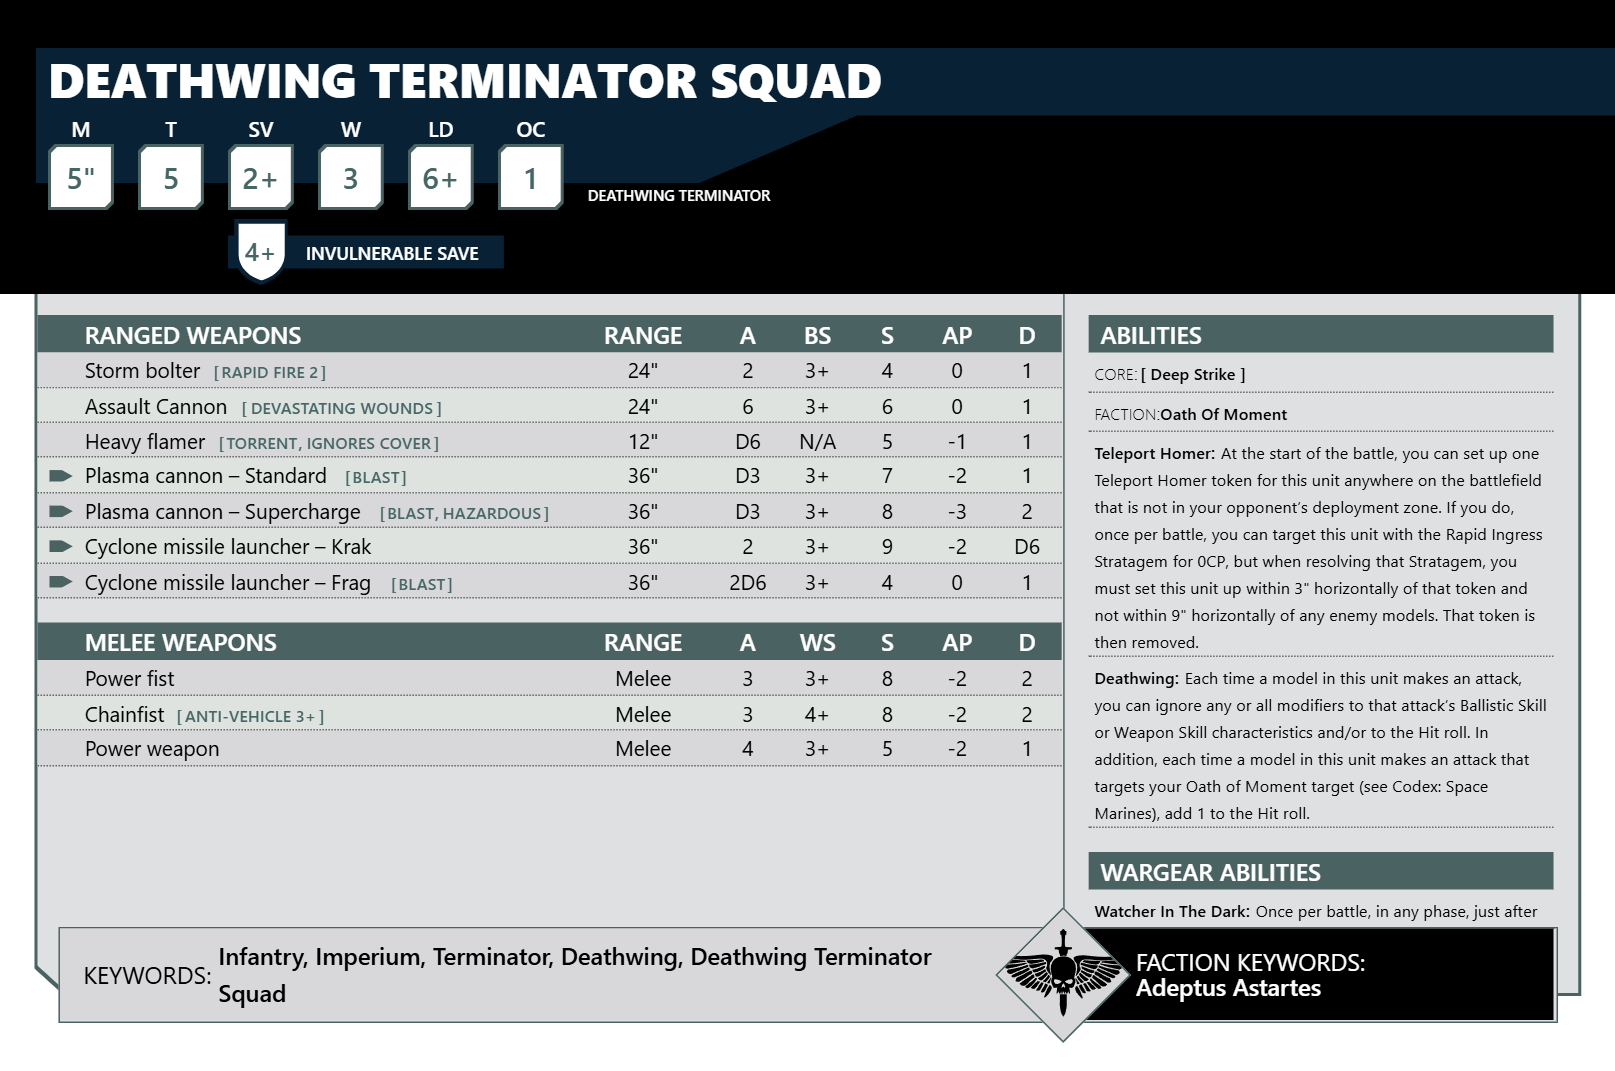 DEATHWING TERMINATOR SQUAD
M T SV W LD OC
5" 5 2+ 3 6+ 1
DEATHWING TERMINATOR
4+ INVULNERABLE SAVE
RANGED WEAPONS RANGE A BS S AP D
Storm bolter [RAPID FIRE 2] 24" 2 3+ 4 0 1
Assault Cannon [DEVASTATING WOUNDS] 24" 6 3+ 6 0 1
Heavy flamer [TORRENT, IGNORES COVER] 12" D6 N/A 5 -1 1
Plasma cannon – Standard [BLAST] 36" D3 3+ 7 -2 1
Plasma cannon – Supercharge [BLAST, HAZARDOUS] 36" D3 3+ 8 -3 2
Cyclone missile launcher – Krak 36" 2 3+ 9 -2 D6
Cyclone missile launcher – Frag [BLAST] 36" 2D6 3+ 4 0 1
MELEE WEAPONS RANGE A WS S AP D
Power fist Melee 3 3+ 8 -2 2
Chainfist [ANTI-VEHICLE 3+] Melee 3 4+ 8 -2 2
Power weapon Melee 4 3+ 5 -2 1
ABILITIES
CORE: [ Deep Strike ]
FACTION:Oath Of Moment
Teleport Homer: At the start of the battle, you can set up one
Teleport Homer token for this unit anywhere on the battlefield
that is not in your opponent's deployment zone. If you do,
once per battle, you can target this unit with the Rapid Ingress
Stratagem for 0CP, but when resolving that Stratagem, you
must set this unit up within 3" horizontally of that token and
not within 9" horizontally of any enemy models. That token is
then removed.
Deathwing: Each time a model in this unit makes an attack,
you can ignore any or all modifiers to that attack's Ballistic Skill
or Weapon Skill characteristics and/or to the Hit roll. In
addition, each time a model in this unit makes an attack that
targets your Oath of Moment target (see Codex: Space
Marines), add 1 to the Hit roll.
WARGEAR ABILITIES
Watcher In The Dark: Once per battle, in any phase, just after
KEYWORDS: Infantry, Imperium, Terminator, Deathwing, Deathwing Terminator
Squad
FACTION KEYWORDS:
Adeptus Astartes